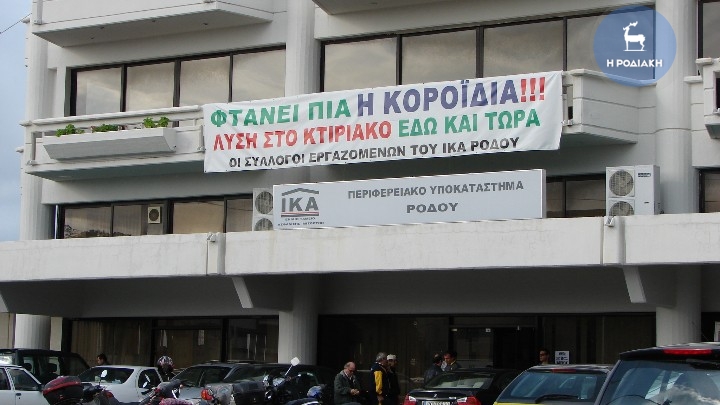 Η ΡΟΔΙΑΚΗ
ΦΤΑΝΕΙ ΠΙΑ Η ΚΟΡΟΪΔΙΑ!!!
ΛΥΣΗ ΣΤΟ ΚΤΙΡΙΑΚΟ ΕΔΩ ΚΑΙ ΤΩΡΑ
ΟΙ ΣΥΛΛΟΓΟΙ ΕΡΓΑΖΟΜΕΝΩΝ ΤΟΥ ΙΚΑ ΡΟΔΟΥ
ΙΚΑ
ΠΕΡΙΦΕΡΕΙΑΚΟ ΥΠΟΚΑΤΑΣΤΗΜΑ
ΡΟΔΟΥ